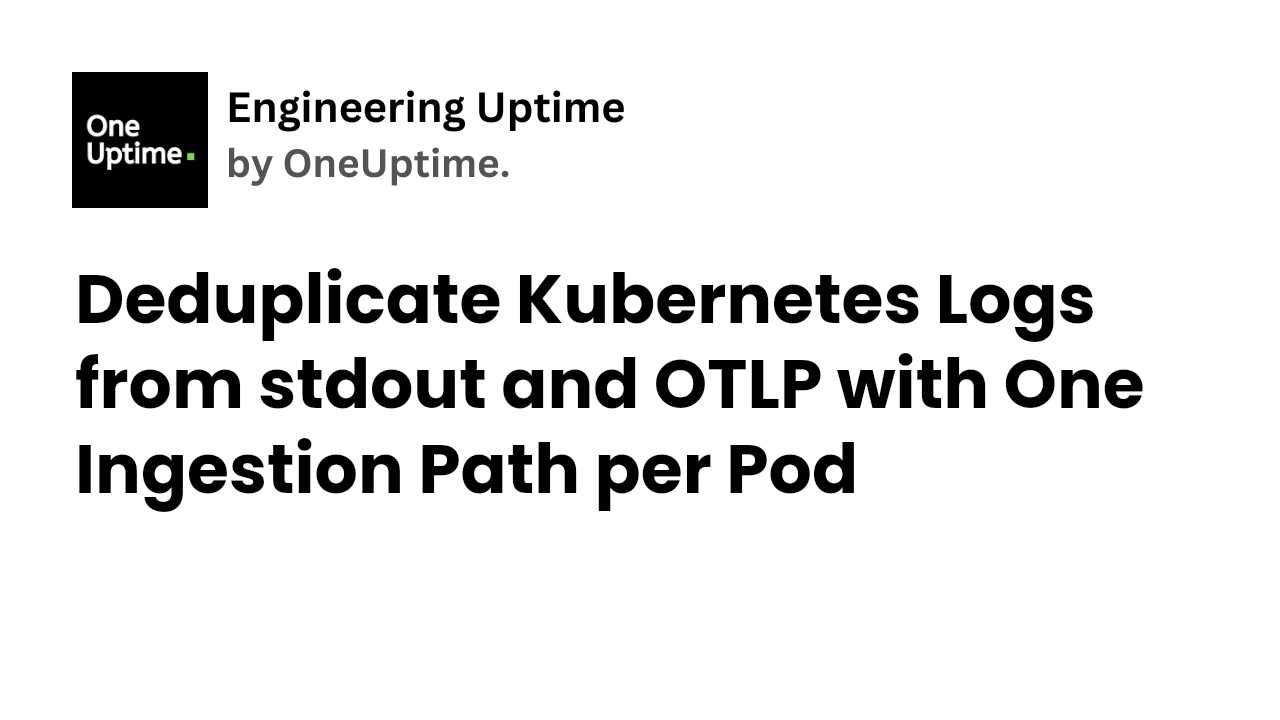 One
Uptime.
Engineering Uptime
by OneUptime.
Deduplicate Kubernetes Logs
from stdout and OTLP with One
Ingestion Path per Pod